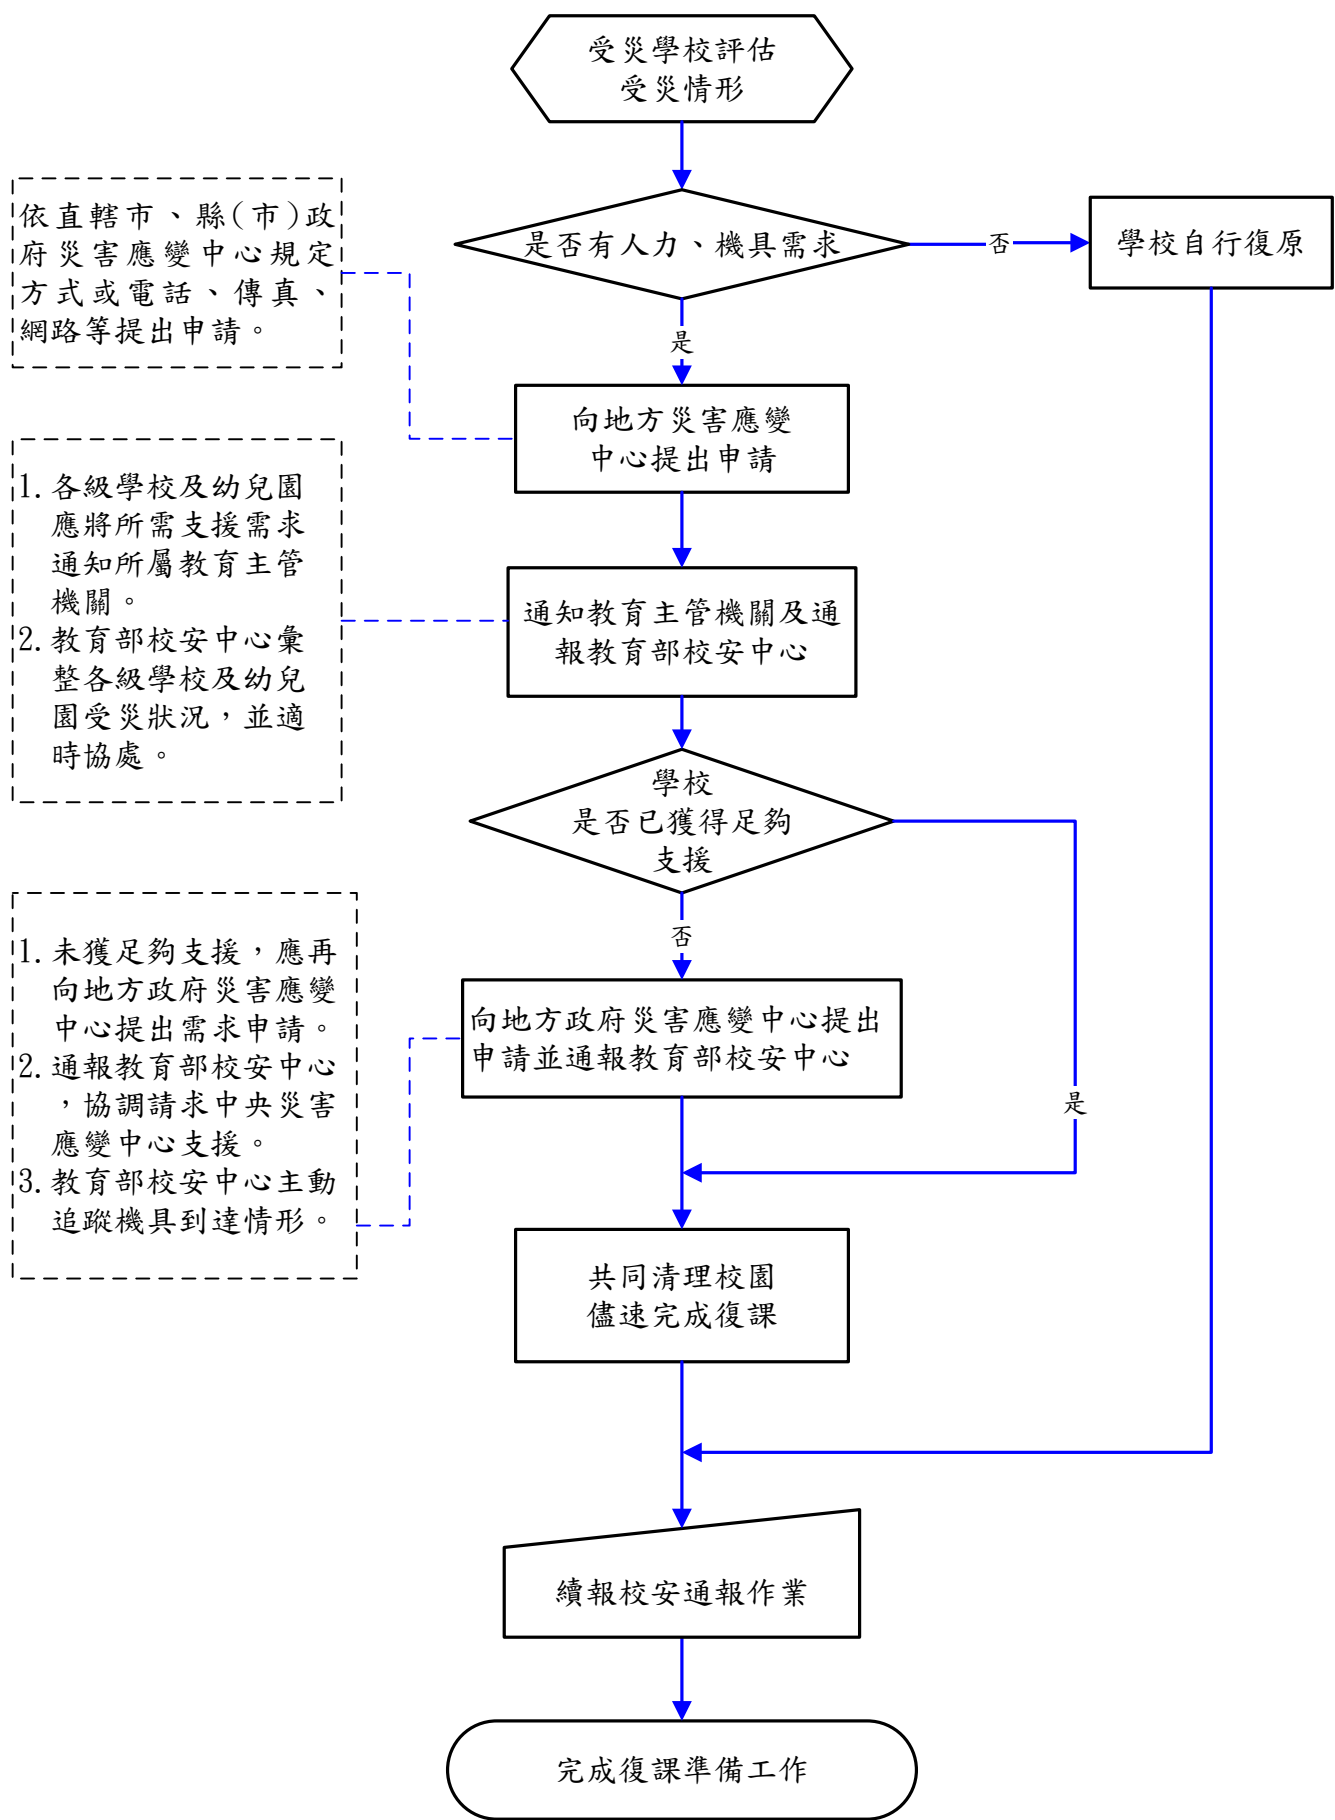 受災學校評估
受災情形
依直轄市、縣(市)政
府災害應變中心規定
方式或電話、傳真、
網路等提出申請。
是否有人力、機具需求
否
學校自行復原
是
向地方災害應變
中心提出申請
1. 各級學校及幼兒園
應將所需支援需求
通知所屬教育主管
機關。
2. 教育部校安中心彙
整各級學校及幼兒
園受災狀況，並適
時協處。
通知教育主管機關及通
報教育部校安中心
學校
是否已獲得足夠
支援
否
是
1. 未獲足夠支援，應再
向地方政府災害應變
中心提出需求申請。
2. 通報教育部校安中心
，協調請求中央災害
應變中心支援。
3. 教育部校安中心主動
追蹤機具到達情形。
向地方政府災害應變中心提出
申請並通報教育部校安中心
共同清理校園
儘速完成復課
續報校安通報作業
完成復課準備工作